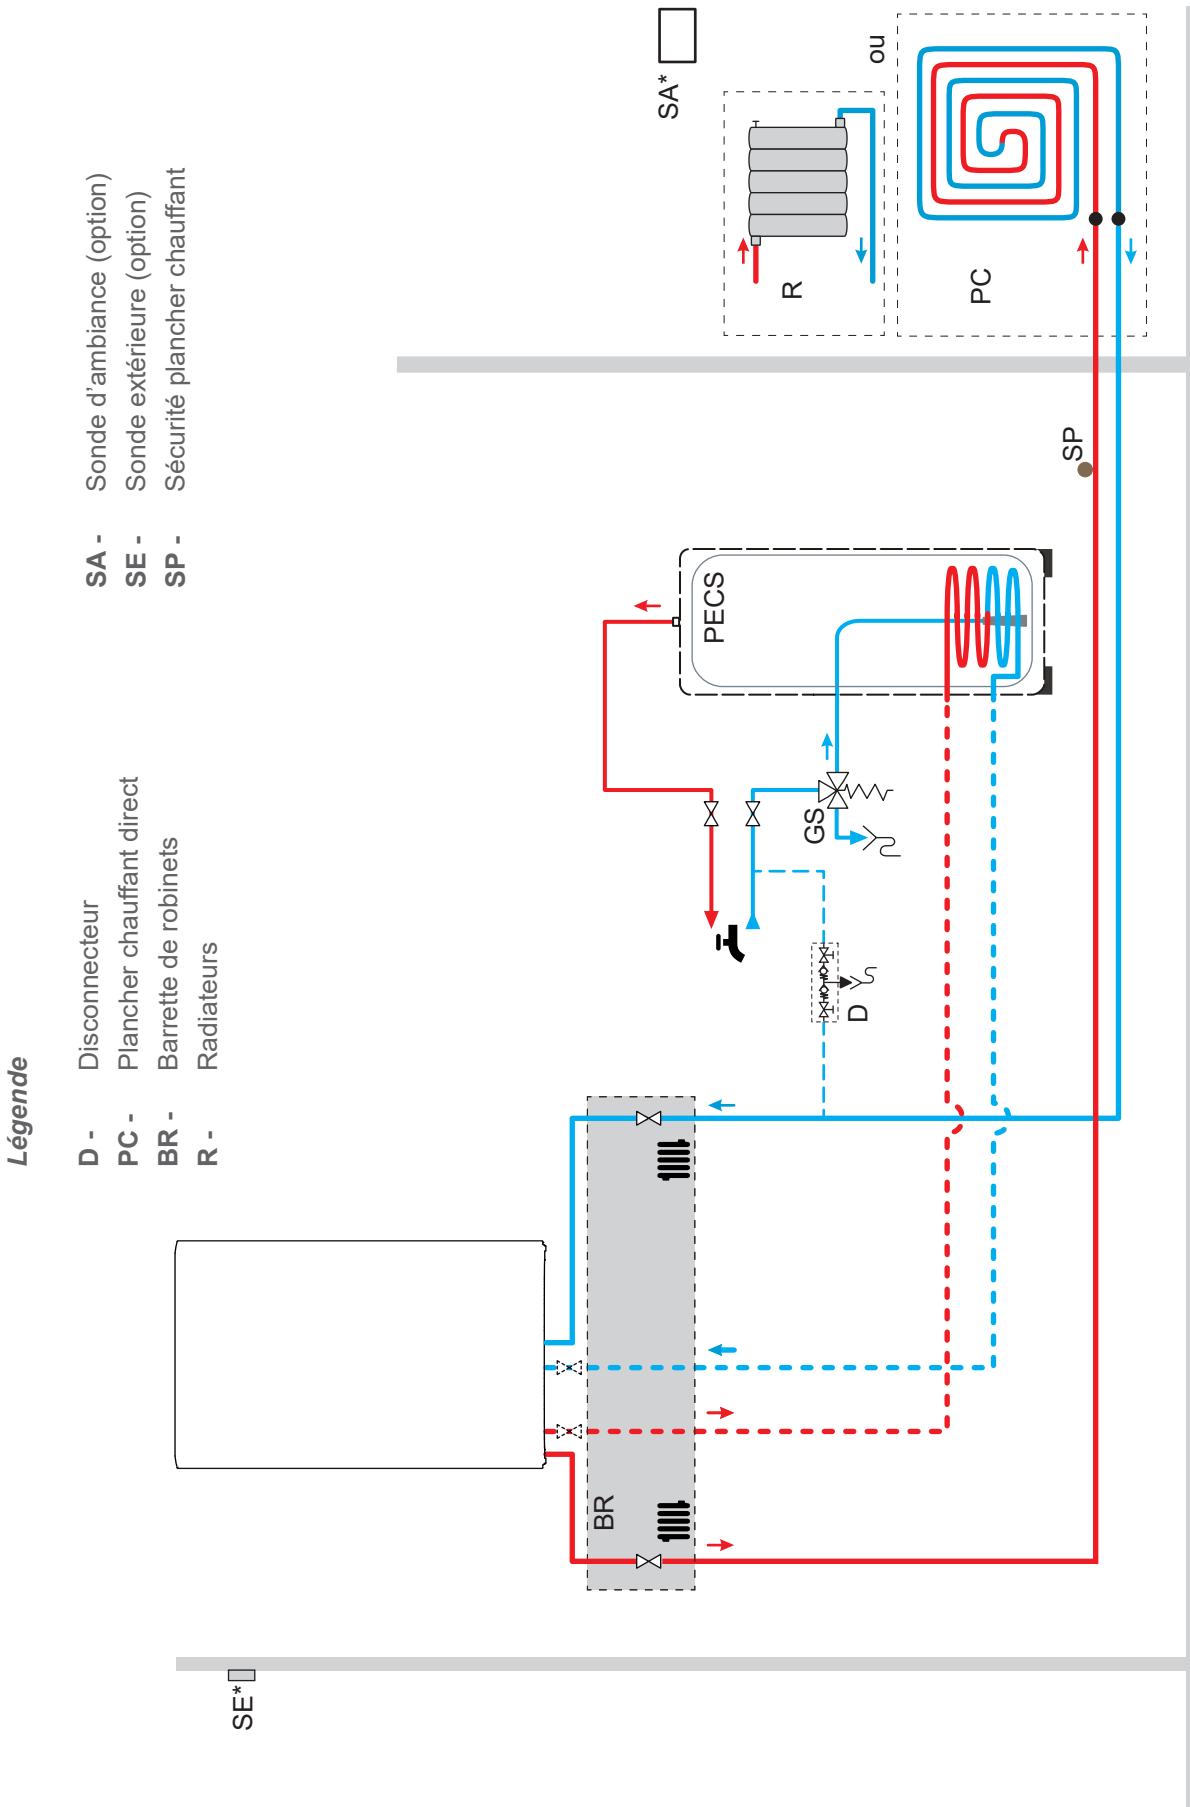 Légende
D - Disconnecteur
PC - Plancher chauffant direct
BR - Barrette de robinets
R - Radiateurs
SA - Sonde d'ambiance (option)
SE - Sonde extérieure (option)
SP - Sécurité plancher chauffant
SE*
BR
D
GS
PECS
SP
SA*
R
ou
PC